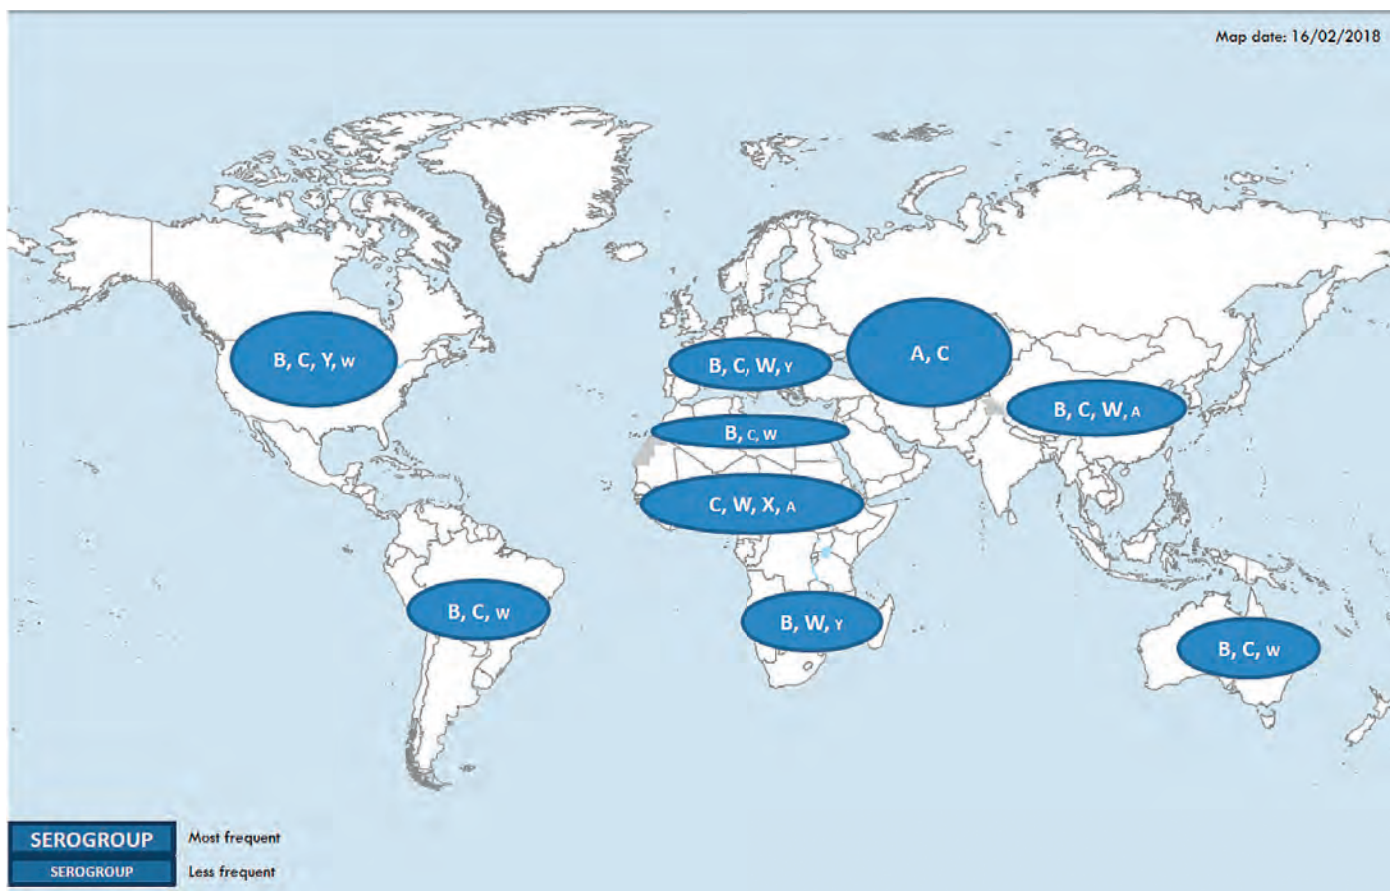 Map date: 16/02/2018
B, C, Y, W
B, C, W, Y
A, C
B, C, W, A
B, C, W
C, W, X, A
B, C, W
B, W, Y
B, C, W
SEROGROUP Most frequent
SEROGROUP Less frequent